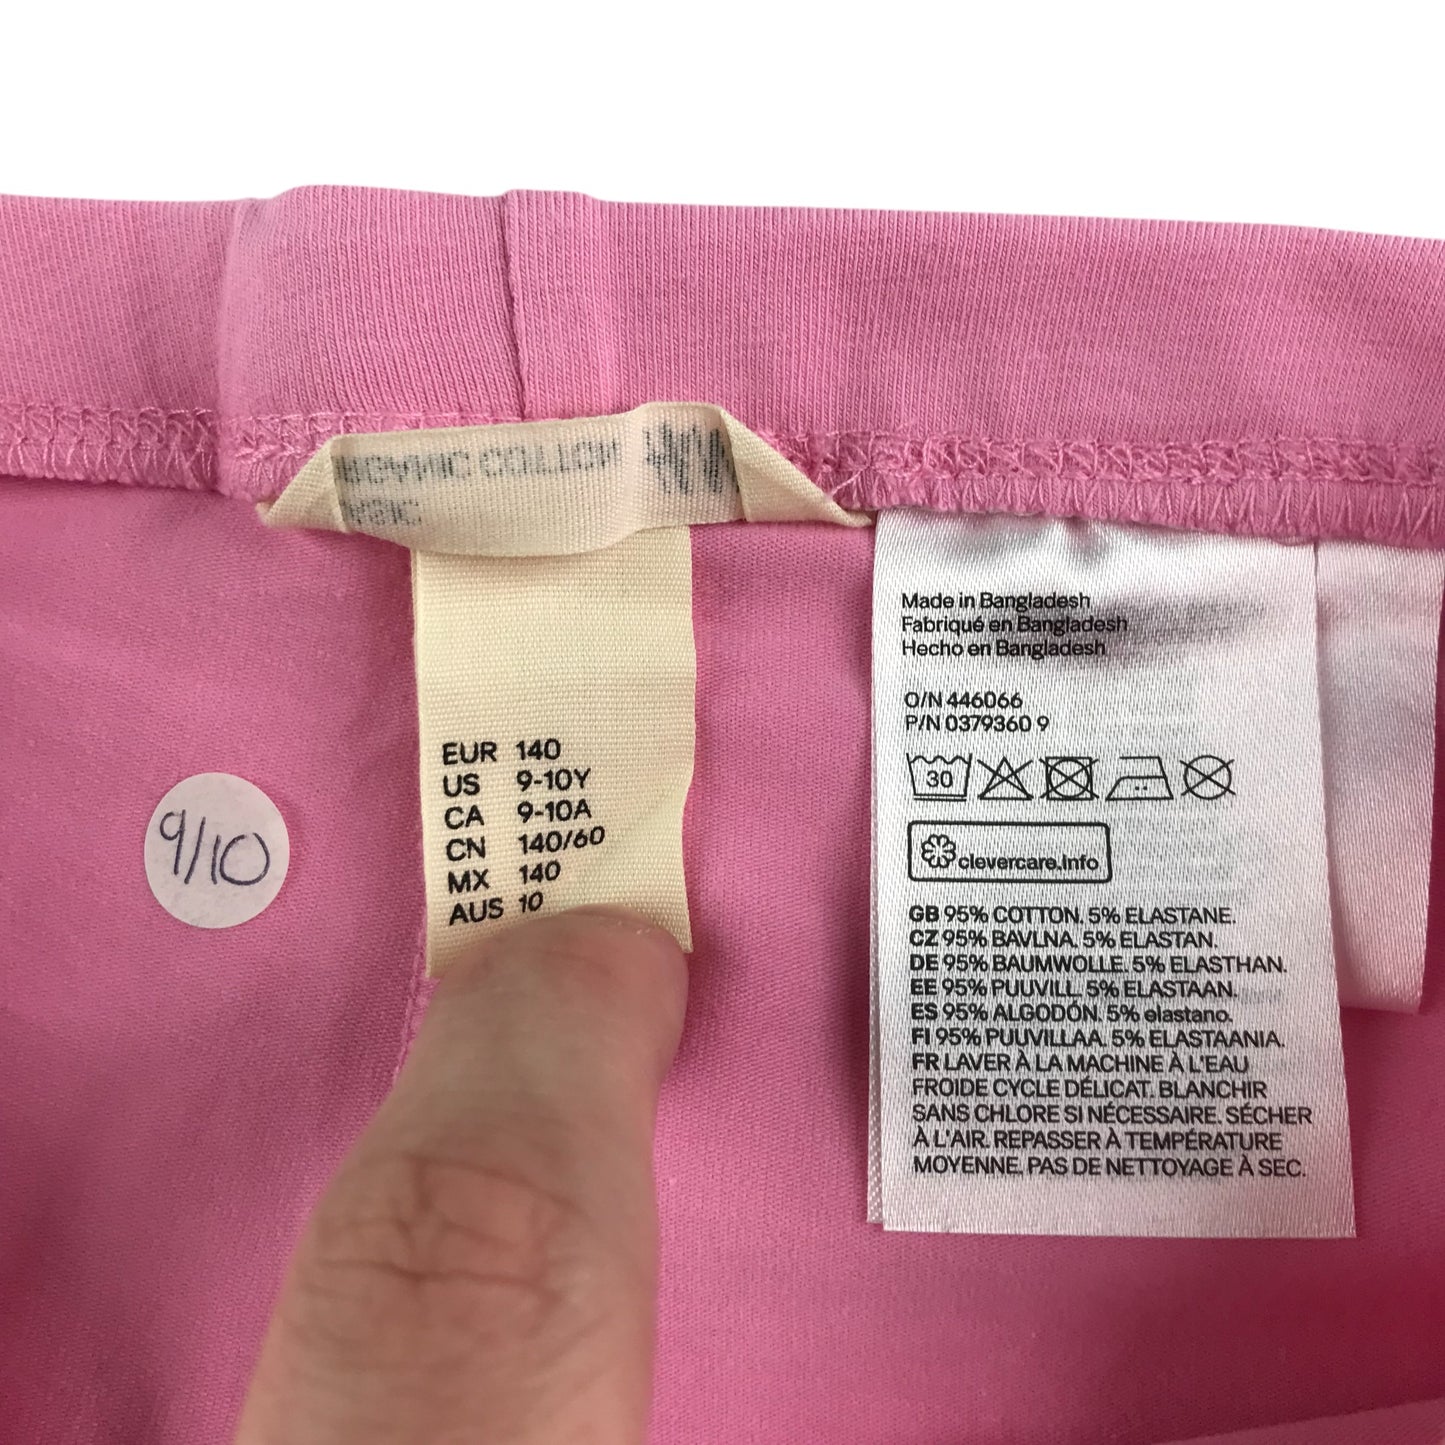 EUR 140
US 9-10Y
CA 9-10A
CN 140/60
MX 140
AUS 10
9/10
Made in Bangladesh
Fabriqué en Bangladesh
Hecho en Bangladesh
O/N 446066
P/N 0379360 9
30
clevercare.info
GB 95% COTTON. 5% ELASTANE.
CZ 95% BAVLNA. 5% ELASTAN.
DE 95% BAUMWOLLE. 5% ELASTHAN.
EE 95% PUUVILL. 5% ELASTAAN.
ES 95% ALGODÓN. 5% elastano.
FI 95% PUUVILLAA. 5% ELASTAANIA.
FR LAVER À LA MACHINE À L'EAU
FROIDE CYCLE DÉLICAT. BLANCHIR
SANS CHLORE SI NÉCESSAIRE. SÉCHER
À L'AIR. REPASSER À TEMPÉRATURE
MOYENNE. PAS DE NETTOYAGE À SEC.